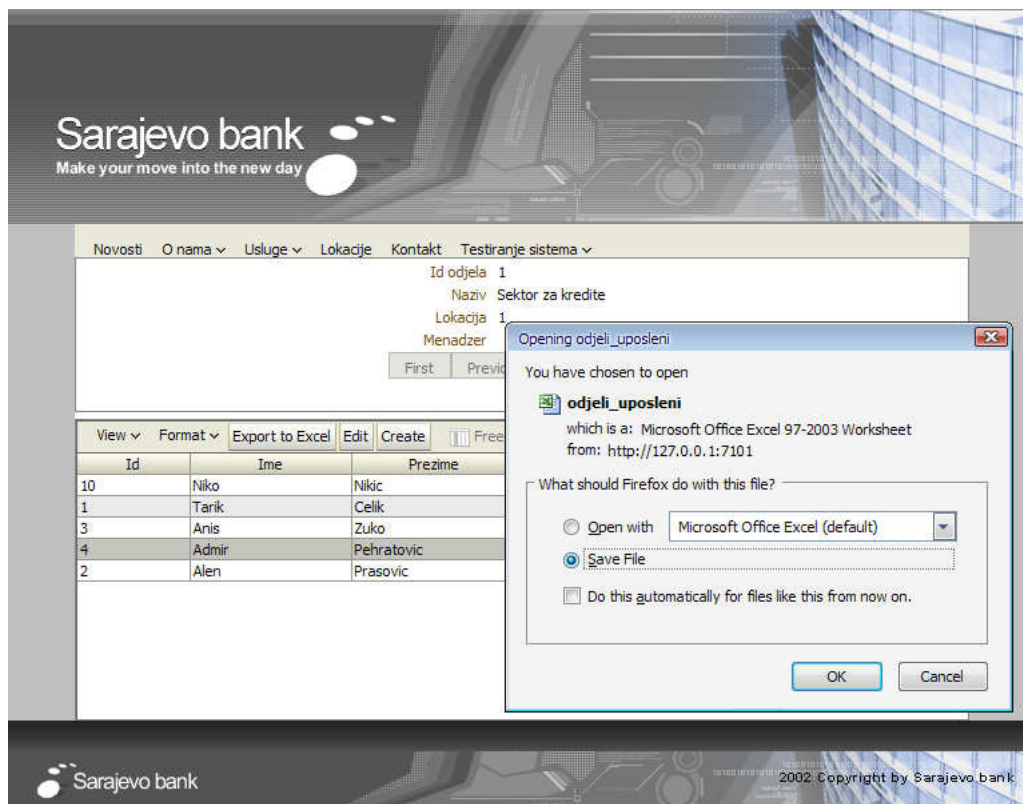 Sarajevo bank
Make your move into the new day
Novosti O nama Usluge Lokacije Kontakt Testiranje sistema
Id odjela 1
Naziv Sektor za kredite
Lokacija 1
Menadzer
First
View Format Export to Excel Edit Create
Id Ime Prezime
10 Niko Nikic
1 Tarik Celik
3 Anis Zuko
4 Admir Pehratovic
2 Alen Prasovic
Opening odjeli_uposleni
You have chosen to open
odjeli_uposleni
which is a: Microsoft Office Excel 97-2003 Worksheet
from: http://127.0.0.1:7101
What should Firefox do with this file?
Open with Microsoft Office Excel (default)
Save File
Do this automatically for files like this from now on.
OK Cancel
Sarajevo bank
2002 Copyright by Sarajevo bank